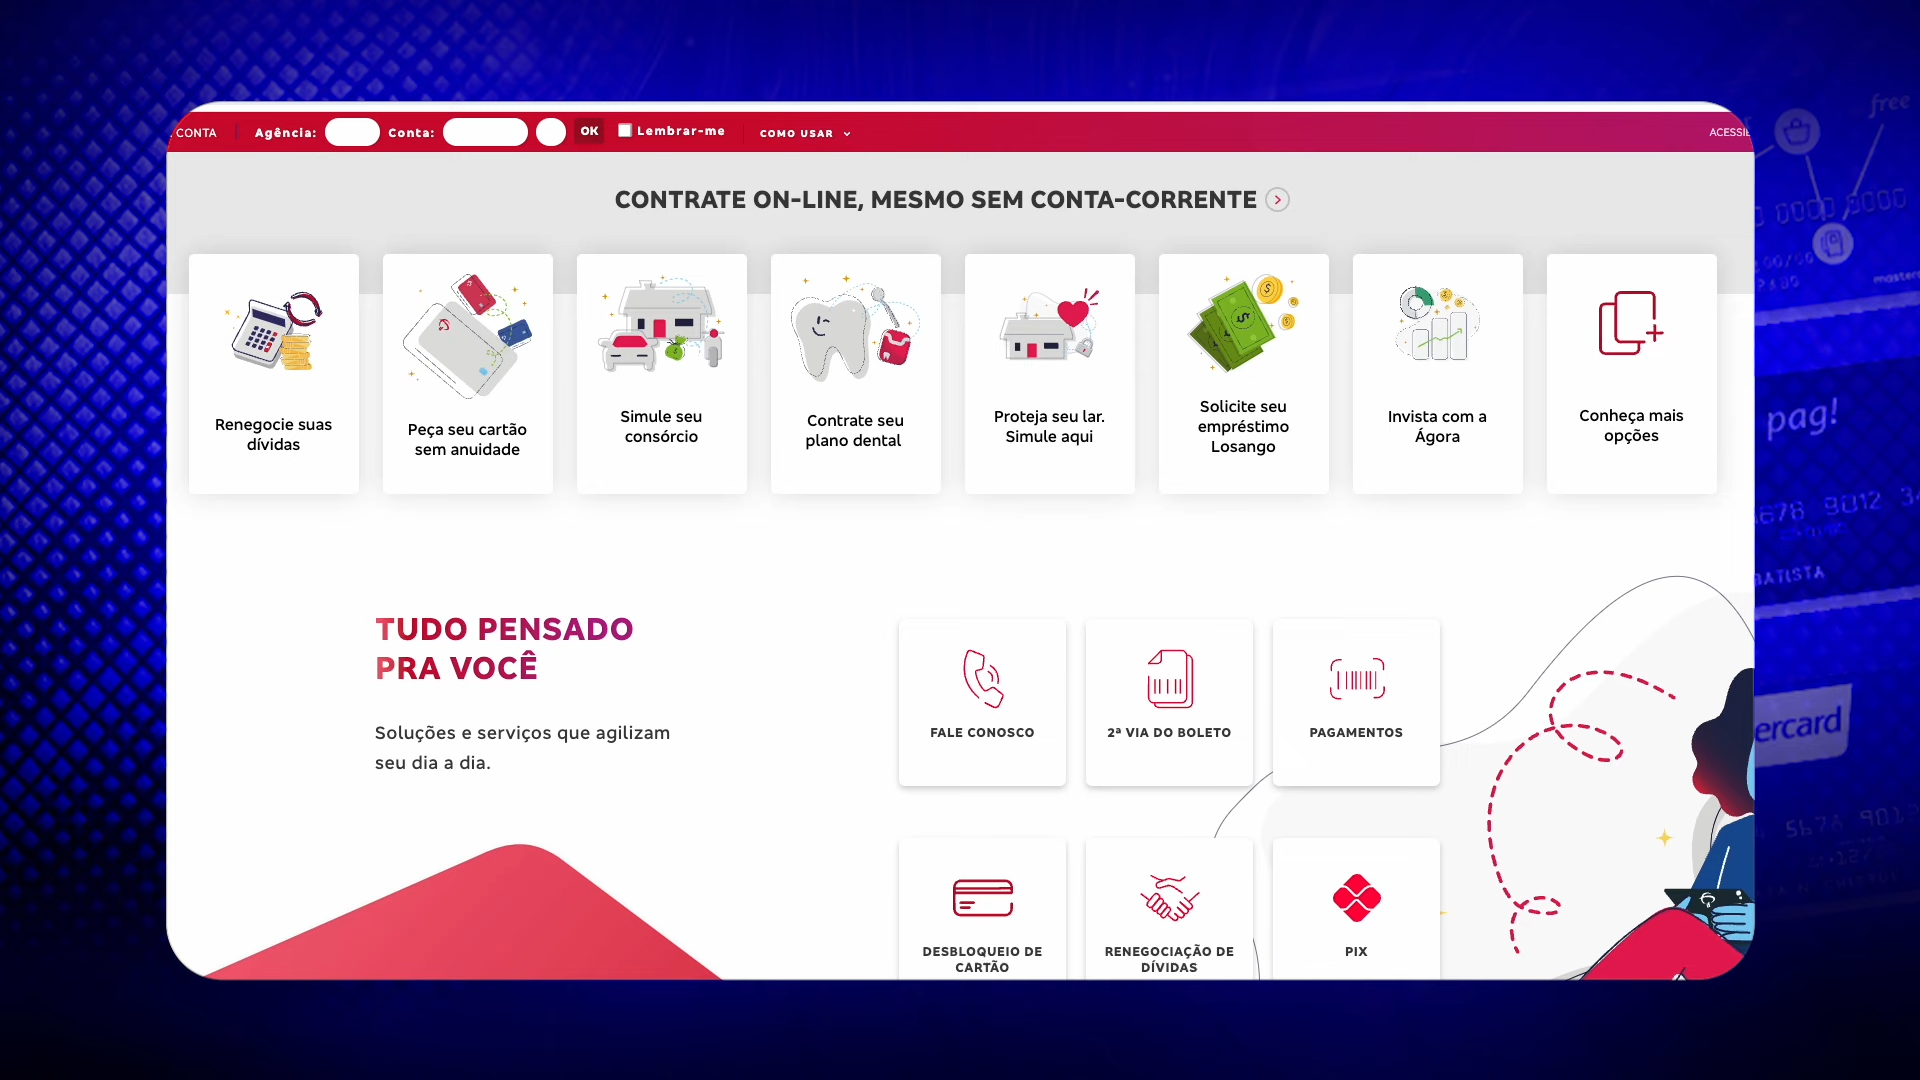 CONTA
Agência:
Conta:
OK
Lembrar-me
COMO USAR
CONTRATE ON-LINE, MESMO SEM CONTA-CORRENTE
Renegocie suas
dívidas
Peça seu cartão
sem anuidade
Simule seu
consórcio
Contrate seu
plano dental
Proteja seu lar.
Simule aqui
Solicite seu
empréstimo
Losango
Invista com a
Ágora
Conheça mais
opções
TUDO PENSADO
PRA VOCÊ
Soluções e serviços que agilizam
seu dia a dia.
FALE CONOSCO
2ª VIA DO BOLETO
PAGAMENTOS
DESBLOQUEIO DE
CARTÃO
RENEGOCIAÇÃO DE
DÍVIDAS
PIX
free
pag!